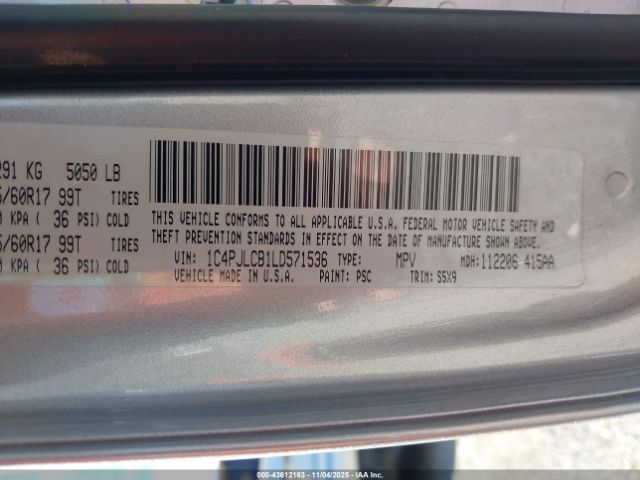 291 KG 5050 LB
5/60R17 99T TIRES
0 KPA ( 36 PSI) COLD
5/60R17 99T TIRES
0 KPA ( 36 PSI) COLD
THIS VEHICLE CONFORMS TO ALL APPLICABLE U.S.A. FEDERAL MOTOR VEHICLE SAFETY AND
THEFT PREVENTION STANDARDS IN EFFECT ON THE DATE OF MANUFACTURE SHOWN ABOVE.
VIN: 1C4PJLCB1LD571536 TYPE: MPV MDH: 112206 415AA
VEHICLE MADE IN U.S.A. PAINT: PSC TRIM: S5X9
000-43612163 - 11/04/2025 - IAAI, Inc.